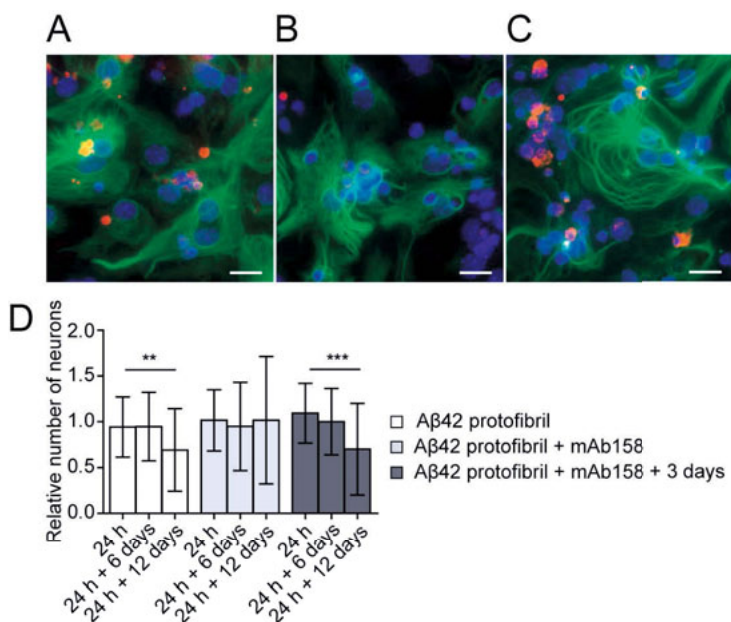 A
B
C
D
Relative number of neurons
2.0
1.5
1.0
0.5
0.0
**
***
24 h
24 h + 6 days
24 h + 12 days
24 h
24 h + 6 days
24 h + 12 days
24 h
24 h + 6 days
24 h + 12 days
Aβ42 protofibril
Aβ42 protofibril + mAb158
Aβ42 protofibril + mAb158 + 3 days